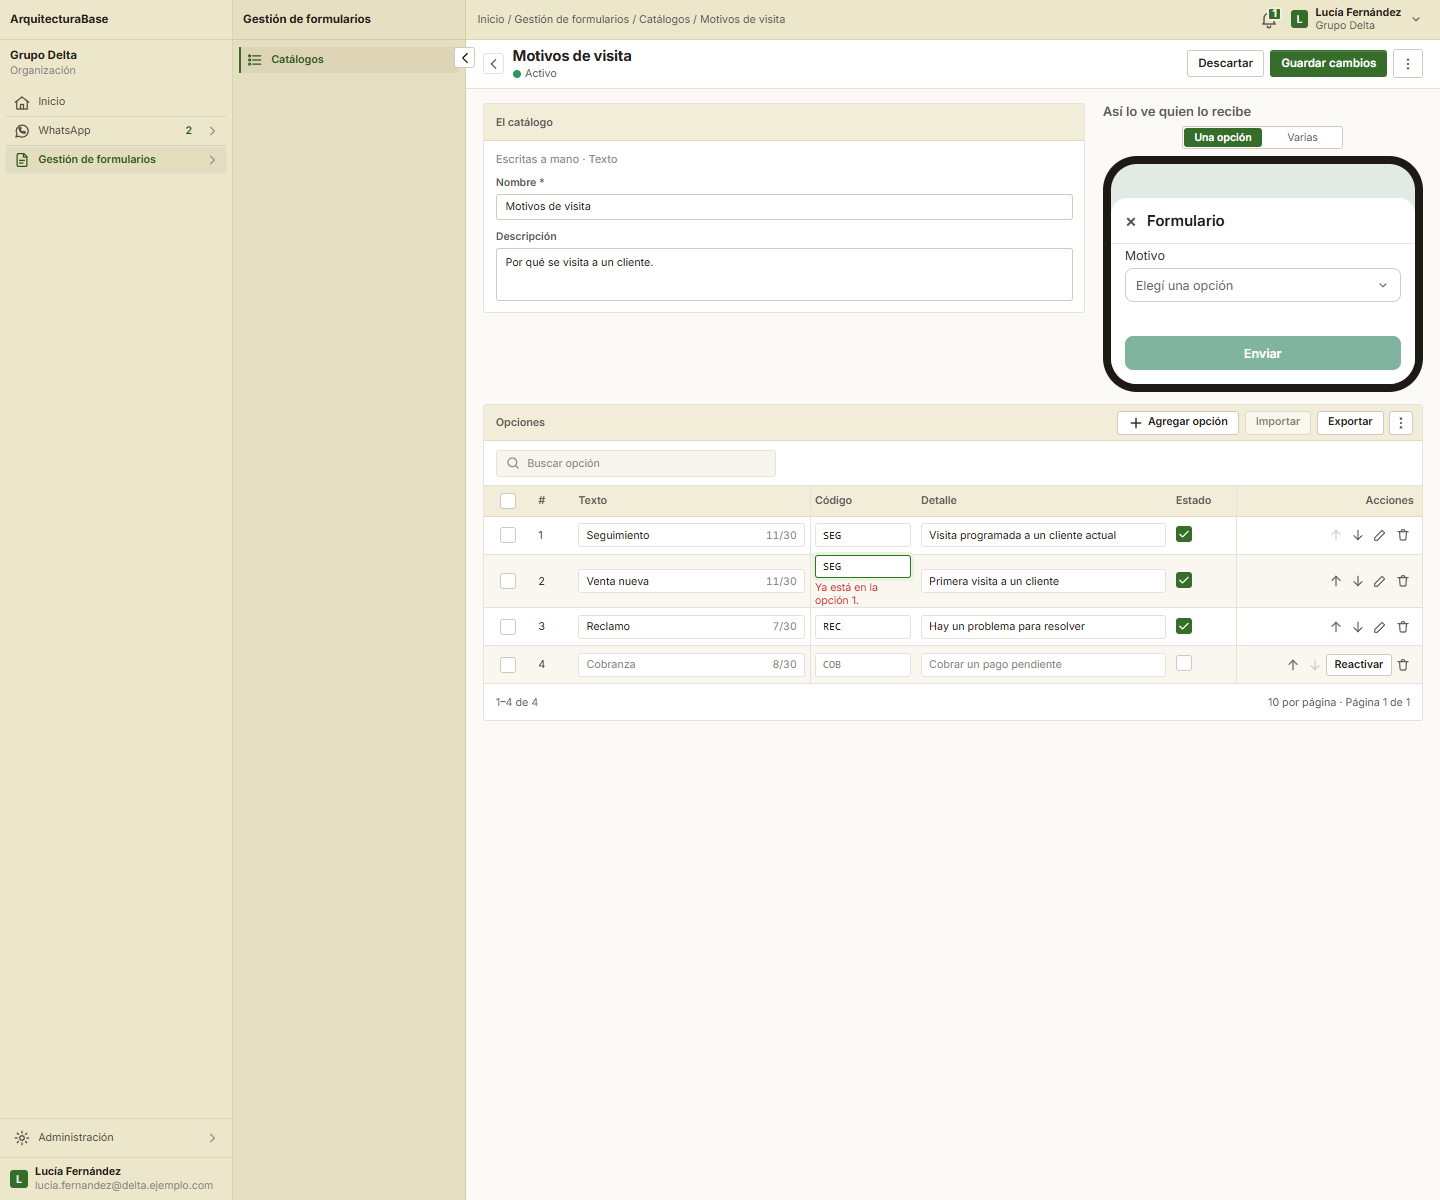 ArquitecturaBase
Grupo Delta
Organización
Inicio
WhatsApp 2
Gestión de formularios
Administración
L Lucía Fernández
lucia.fernandez@delta.ejemplo.com
Gestión de formularios
Catálogos
Inicio / Gestión de formularios / Catálogos / Motivos de visita
1
L Lucía Fernández
Grupo Delta
Motivos de visita
Activo
Descartar
Guardar cambios
El catálogo
Escritas a mano · Texto
Nombre *
Motivos de visita
Descripción
Por qué se visita a un cliente.
Así lo ve quien lo recibe
Una opción Varias
Formulario
Motivo
Elegí una opción
Enviar
Opciones
Agregar opción Importar Exportar
Buscar opción
# Texto Código Detalle Estado Acciones
1 Seguimiento 11/30 SEG Visita programada a un cliente actual
2 Venta nueva 11/30 SEG Primera visita a un cliente
Ya está en la
opción 1.
3 Reclamo 7/30 REC Hay un problema para resolver
4 Cobranza 8/30 COB Cobrar un pago pendiente Reactivar
1–4 de 4
10 por página · Página 1 de 1